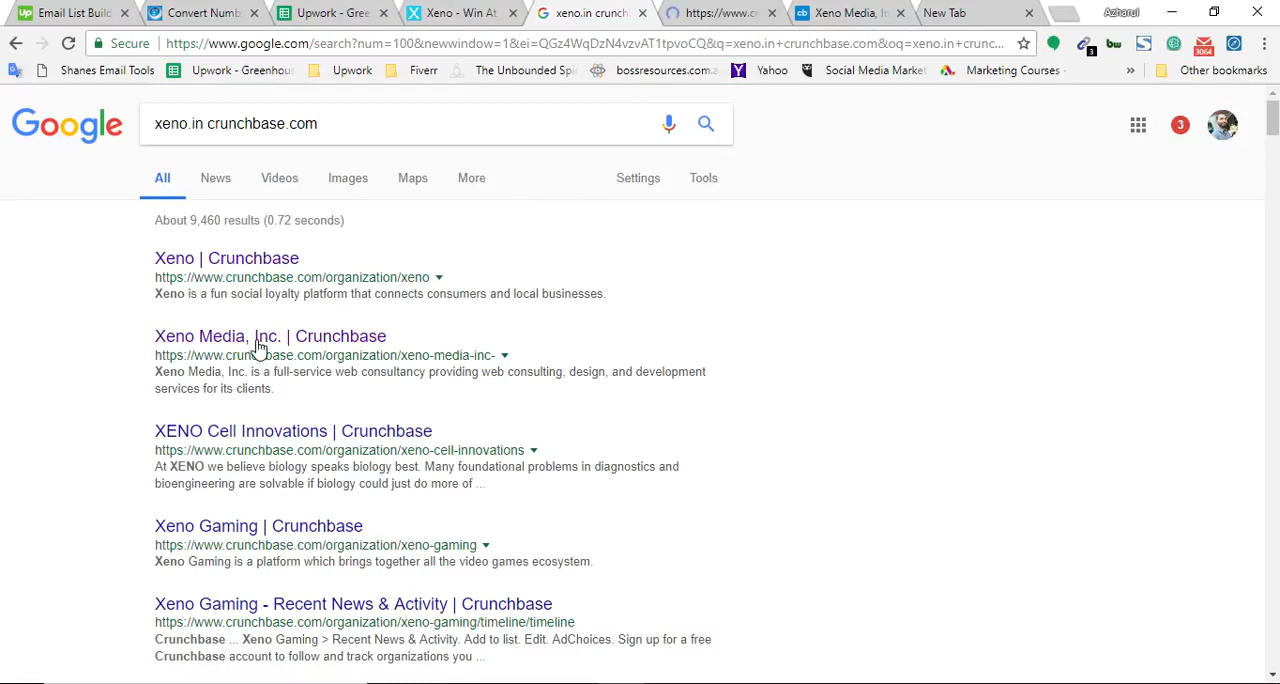 Email List Build
Convert Numb
Upwork - Gree
Xeno - Win At
xeno.in crunch
https://www.c
Xeno Media, In
New Tab
Azharul
Secure
https://www.google.com/search?num=100&newwindow=1&ei=QGz4WqDzN4vzvAT1tpvoCQ&q=xeno.in+crunchbase.com&oq=xeno.in+crunc...
3
3064
Shanes Email Tools
Upwork - Greenhous
Upwork
Fiverr
The Unbounded Spi
bossresources.com.a
Yahoo
Social Media Market
Marketing Courses -
»
Other bookmarks
Google
xeno.in crunchbase.com
3
All News Videos Images Maps More Settings Tools
About 9,460 results (0.72 seconds)
Xeno | Crunchbase
https://www.crunchbase.com/organization/xeno
Xeno is a fun social loyalty platform that connects consumers and local businesses.
Xeno Media, Inc. | Crunchbase
https://www.crunchbase.com/organization/xeno-media-inc-
Xeno Media, Inc. is a full-service web consultancy providing web consulting, design, and development
services for its clients.
XENO Cell Innovations | Crunchbase
https://www.crunchbase.com/organization/xeno-cell-innovations
At XENO we believe biology speaks biology best. Many foundational problems in diagnostics and
bioengineering are solvable if biology could just do more of ...
Xeno Gaming | Crunchbase
https://www.crunchbase.com/organization/xeno-gaming
Xeno Gaming is a platform which brings together all the video games ecosystem.
Xeno Gaming - Recent News & Activity | Crunchbase
https://www.crunchbase.com/organization/xeno-gaming/timeline/timeline
Crunchbase ... Xeno Gaming > Recent News & Activity. Add to list. Edit. AdChoices. Sign up for a free
Crunchbase account to follow and track organizations you ...